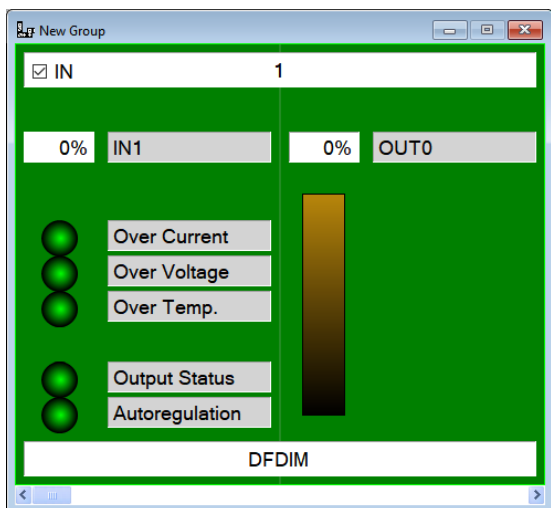 New Group
IN 1
0% IN1 0% OUT0
Over Current
Over Voltage
Over Temp.
Output Status
Autoregulation
DFDIM